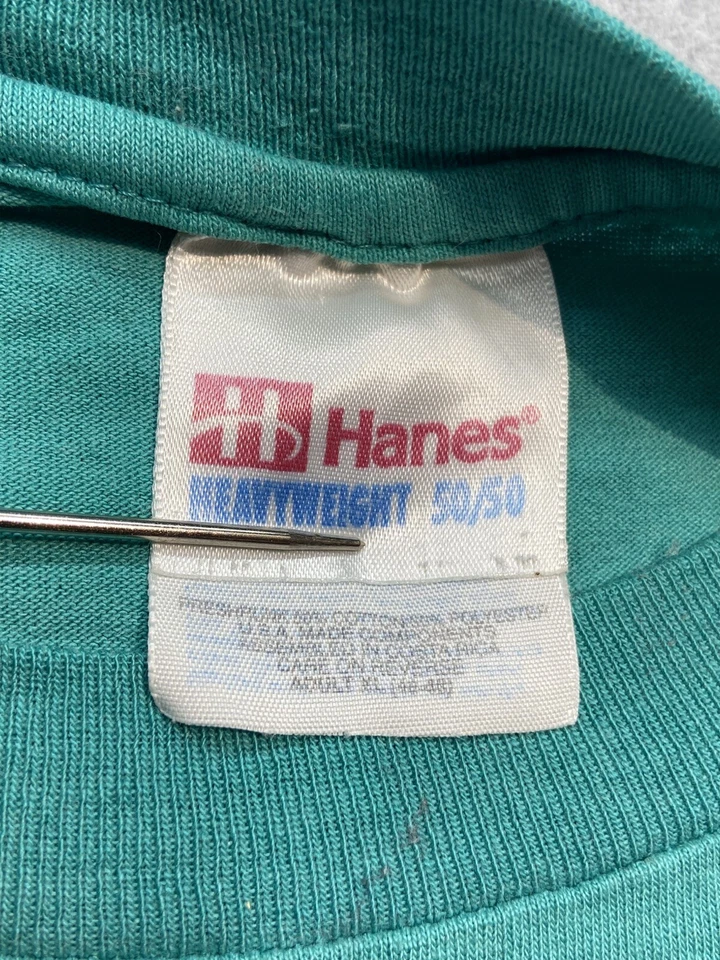 Hanes®
HEAVYWEIGHT 50/50
FRESHPUNK 50% COTTON/50% POLYESTER
U.S.A. MADE COMPONENTS
ASSEMBLED IN COSTA RICA
CARE ON REVERSE
ADULT XL (46-48)